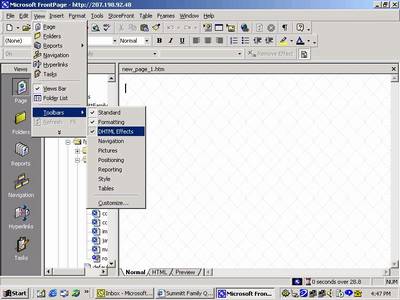 Microsoft FrontPage - http://207.198.92.48
File Edit View Insert Format Tools StoreFront Table Frames Window Help
Page
Folders
Reports
Navigation
Hyperlinks
Tasks
Views Bar
Folder List
Toolbars
Refresh F5
Standard
Formatting
DHTML Effects
Navigation
Pictures
Positioning
Reporting
Style
Tables
Customize...
(None)
Normal
B I U
Remove Effect
Views
new_page_1.htm
Page
Folders
Reports
Navigation
Hyperlinks
Tasks
Normal HTML Preview
0 seconds over 28.8
Start
Inbox - Microsoft...
Summitt Family Q...
Microsoft Fron...
4:47 PM